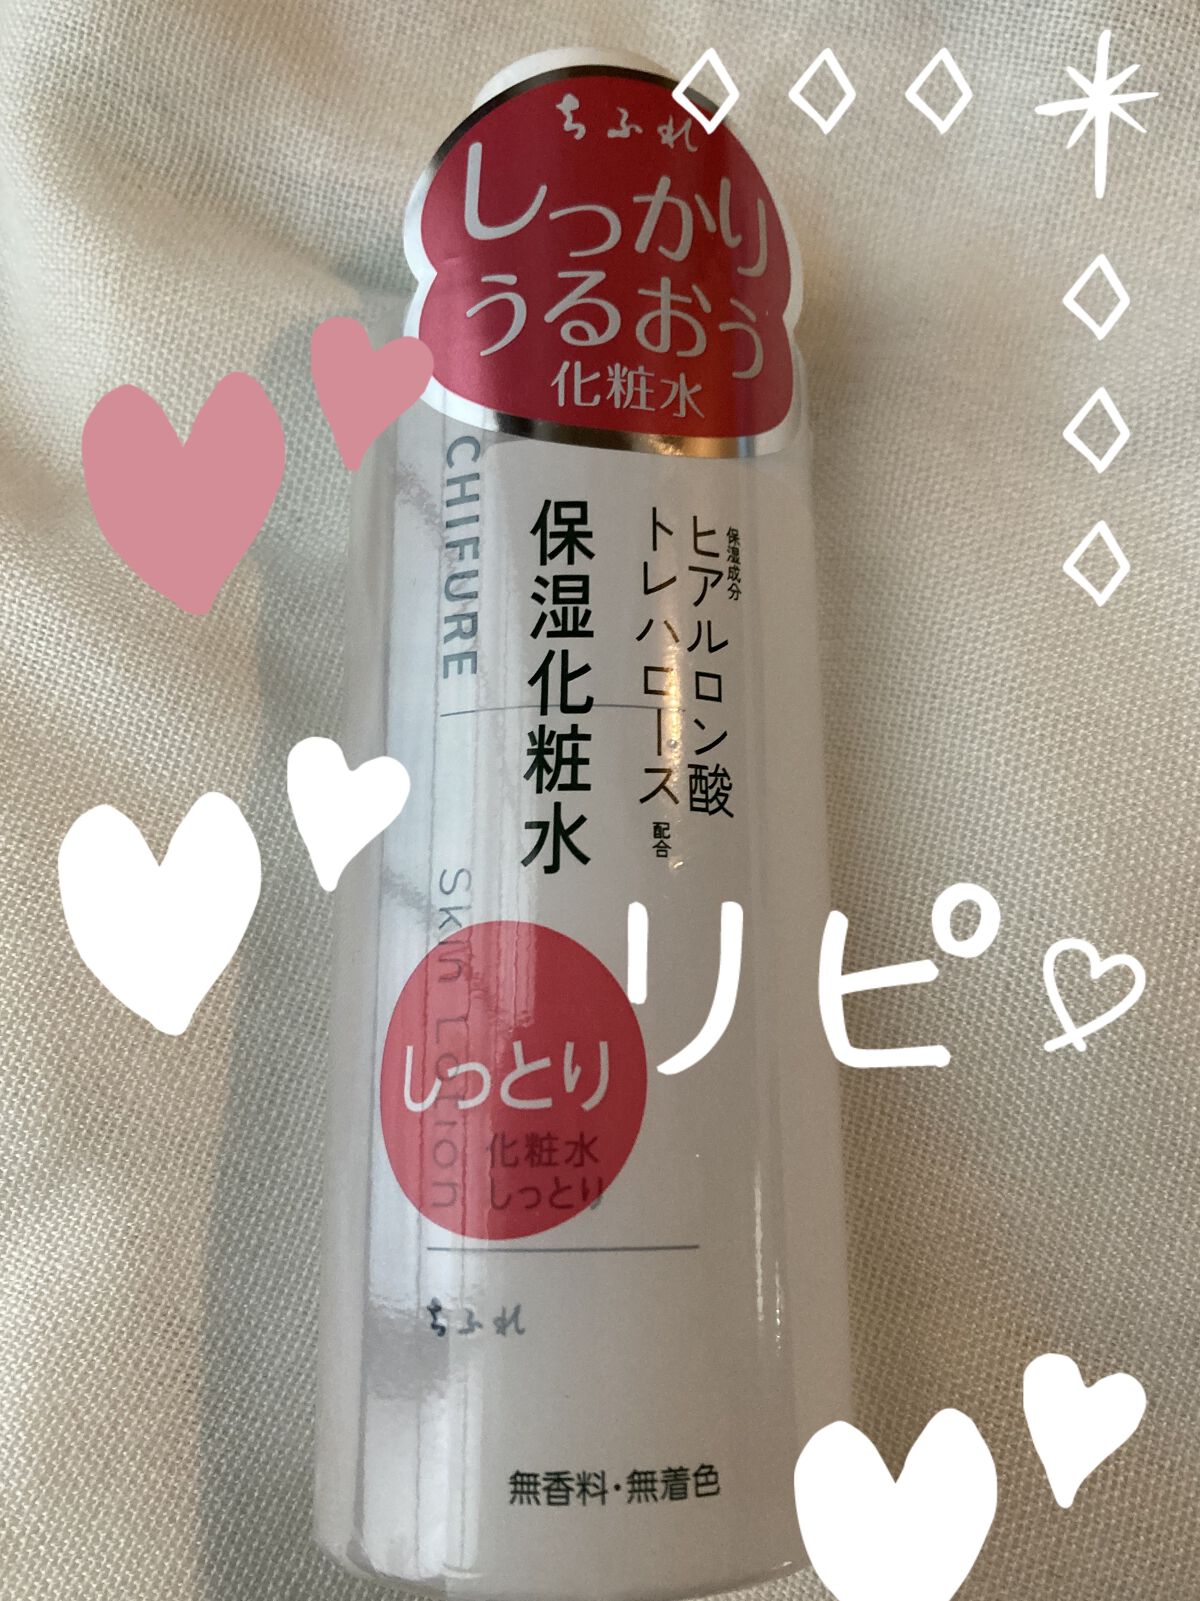 ちふれ
しっかり
うるおう
化粧水
CHIFURE
Skin Lotion
保湿成分
ヒアルロン酸
トレハロース配合
保湿化粧水
リピ
しっとり
化粧水
しっとり
ちふれ
無香料・無着色